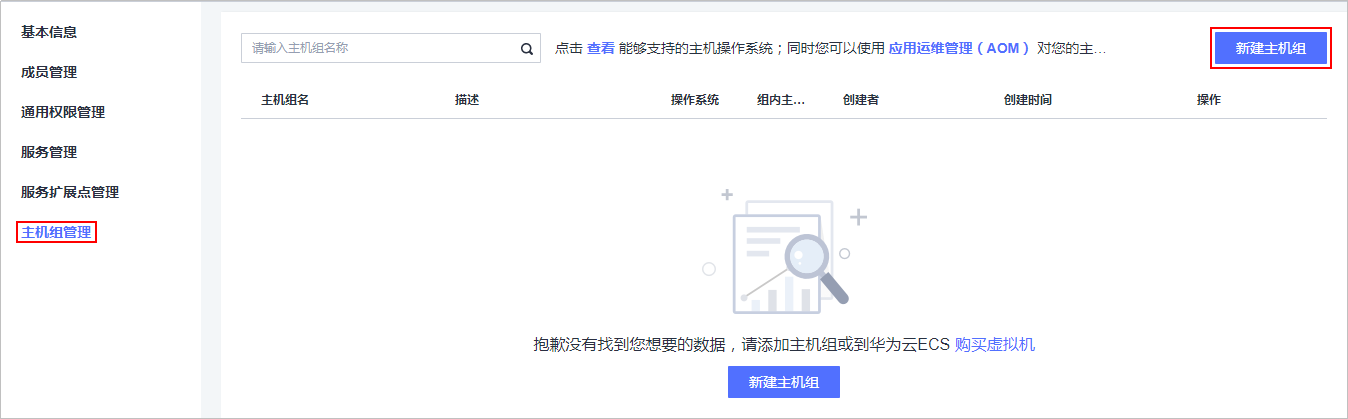 基本信息
成员管理
通用权限管理
服务管理
服务扩展点管理
主机组管理
请输入主机组名称
点击 查看 能够支持的主机操作系统；同时您可以使用 应用运维管理（AOM） 对您的主...
新建主机组
主机组名 描述 操作系统 组内主... 创建者 创建时间 操作
抱歉没有找到您想要的数据，请添加主机组或到华为云ECS 购买虚拟机
新建主机组